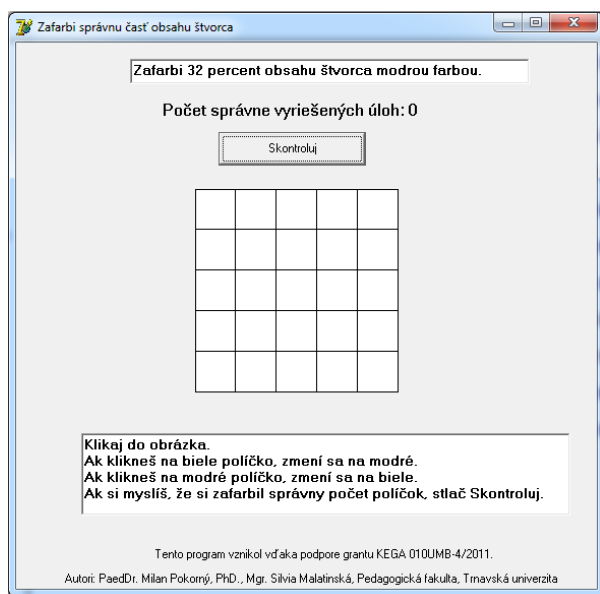 Zafarbi správnu časť obsahu štvorca
Zafarbi 32 percent obsahu štvorca modrou farbou.
Počet správne vyriešených úloh: 0
Skontroluj
Klikaj do obrázka.
Ak klikneš na biele políčko, zmení sa na modré.
Ak klikneš na modré políčko, zmení sa na biele.
Ak si myslíš, že si zafarbil správny počet políčok, stlač Skontroluj.
Tento program vznikol vďaka podpore grantu KEGA 010UMB-4/2011.
Autori: PaedDr. Milan Pokorný, PhD., Mgr. Silvia Malatinská, Pedagogická fakulta, Trnavská univerzita